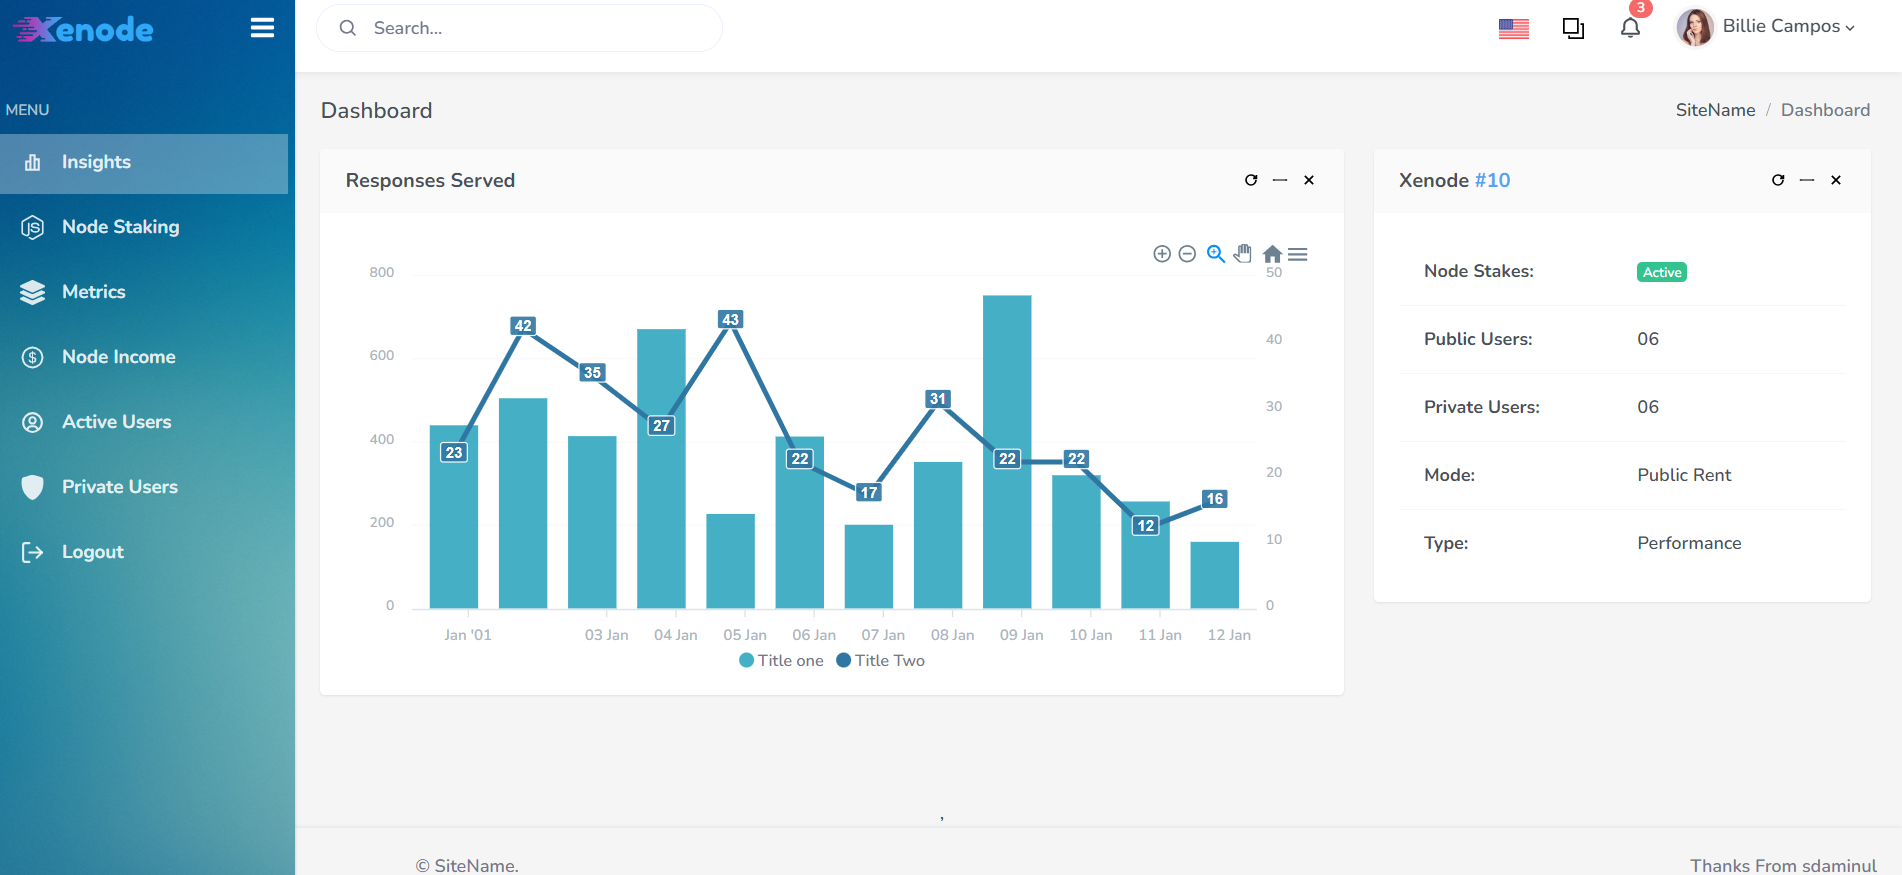 Xenode
Search...
3
Billie Campos
MENU
Insights
Node Staking
JS
Metrics
Node Income
$
Active Users
Private Users
Logout
Dashboard
SiteName / Dashboard
Responses Served
800
600
400
200
0
50
40
30
20
10
0
23
42
35
27
43
22
17
31
22
22
12
16
Jan '01
03 Jan
04 Jan
05 Jan
06 Jan
07 Jan
08 Jan
09 Jan
10 Jan
11 Jan
12 Jan
Title one
Title Two
Xenode #10
Node Stakes: Active
Public Users: 06
Private Users: 06
Mode: Public Rent
Type: Performance
,
© SiteName.
Thanks From sdaminul